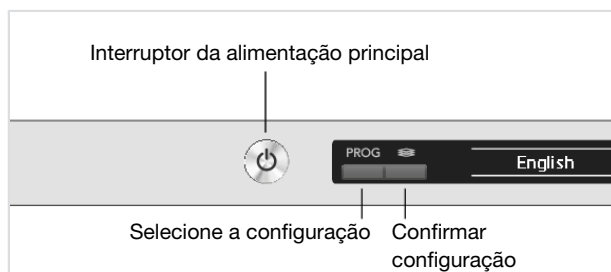 Interruptor da alimentação principal
PROG
English
Selecione a configuração
Confirmar
configuração